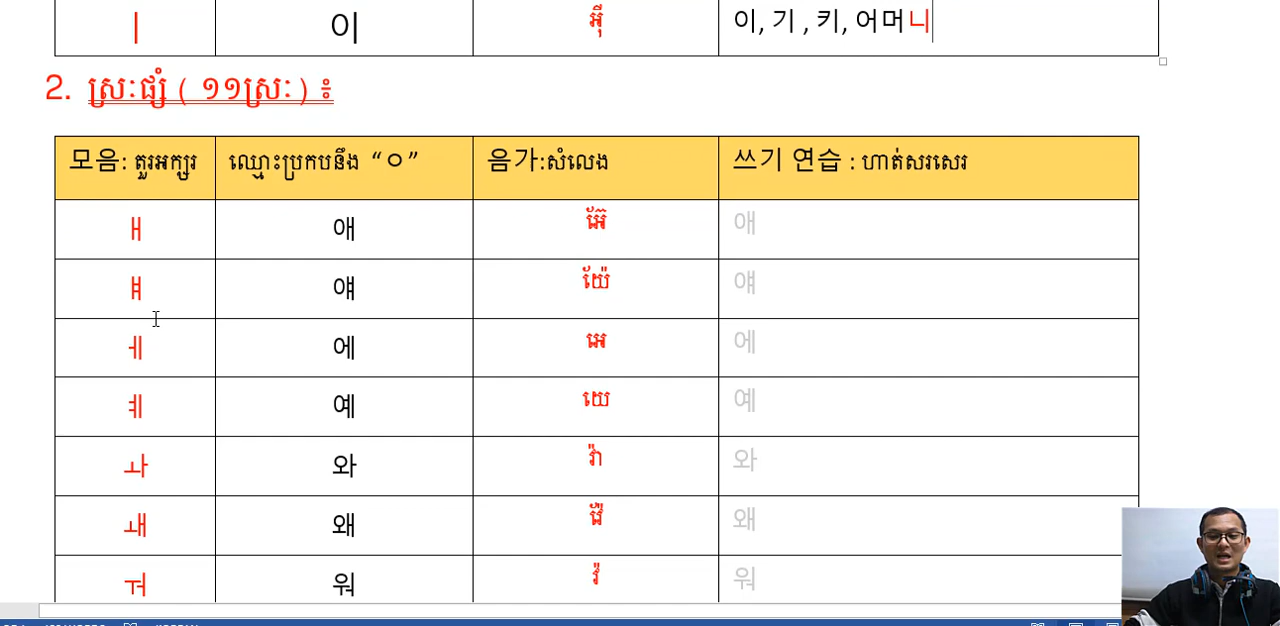 ㅣ 이 អ៊ី 이, 기 , 키, 어머니
2. ស្រៈផ្សំ ( ១១ស្រៈ ) ៖
모음: តួរអក្សរ ឈ្មោះប្រកបនឹង “ㅇ” 음가:សំលេង 쓰기 연습 : ហាត់សរសេរ
ㅐ 애 អ៊ែ 애
ㅒ 얘 យ៉ែ 얘
ㅔ 에 អេ 에
ㅖ 예 យេ 예
ㅘ 와 វ៉ា 와
ㅙ 왜 វ៉ែ 왜
ㅝ 워 វ៉ 워